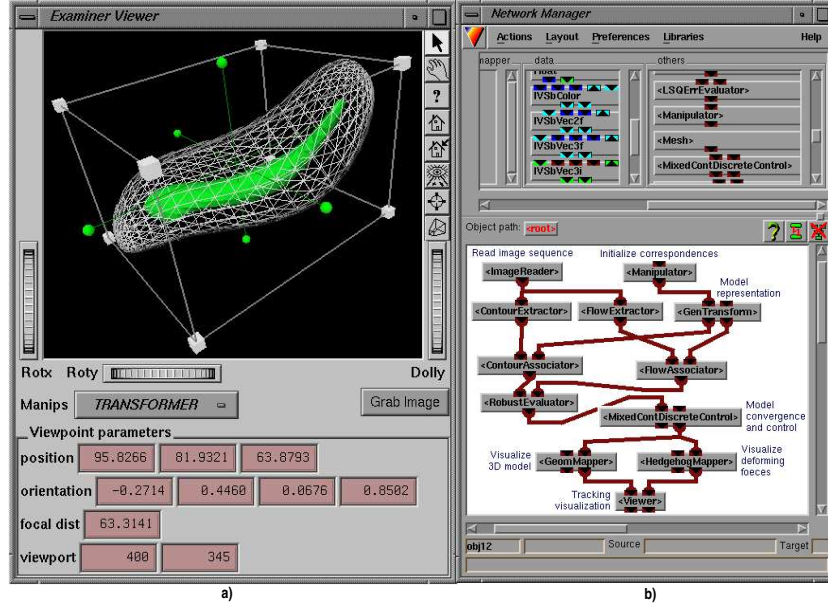 Examiner Viewer
Rotx Roty Dolly
Manips TRANSFORMER Grab Image
Viewpoint parameters
position 95.8266 81.9321 63.8793
orientation -0.2714 0.4460 0.0676 0.8502
focal dist 63.3141
viewport 400 345
a)
Network Manager
Actions Layout Preferences Libraries Help
mapper data others
Float
IVSbColor
IVSbVec2f
IVSbVec3f
IVSbVec3i
<LSQErrEvaluator>
<Manipulator>
<Mesh>
<MixedContDiscreteControl>
Object path: <root> ?
Read image sequence Initialize correspondences
<ImageReader> <Manipulator>
Model
representation
<ContourExtractor> <FlowExtractor> <GenTransform>
<ContourAssociator> <FlowAssociator>
<RobustEvaluator>
<MixedContDiscreteControl>
Model
convergence
and control
Visualize
3D model
<GeomMapper> <HedgehogMapper>
Visualize
deforming
foeces
Tracking
visualization
<Viewer>
obj12 Source Target
b)